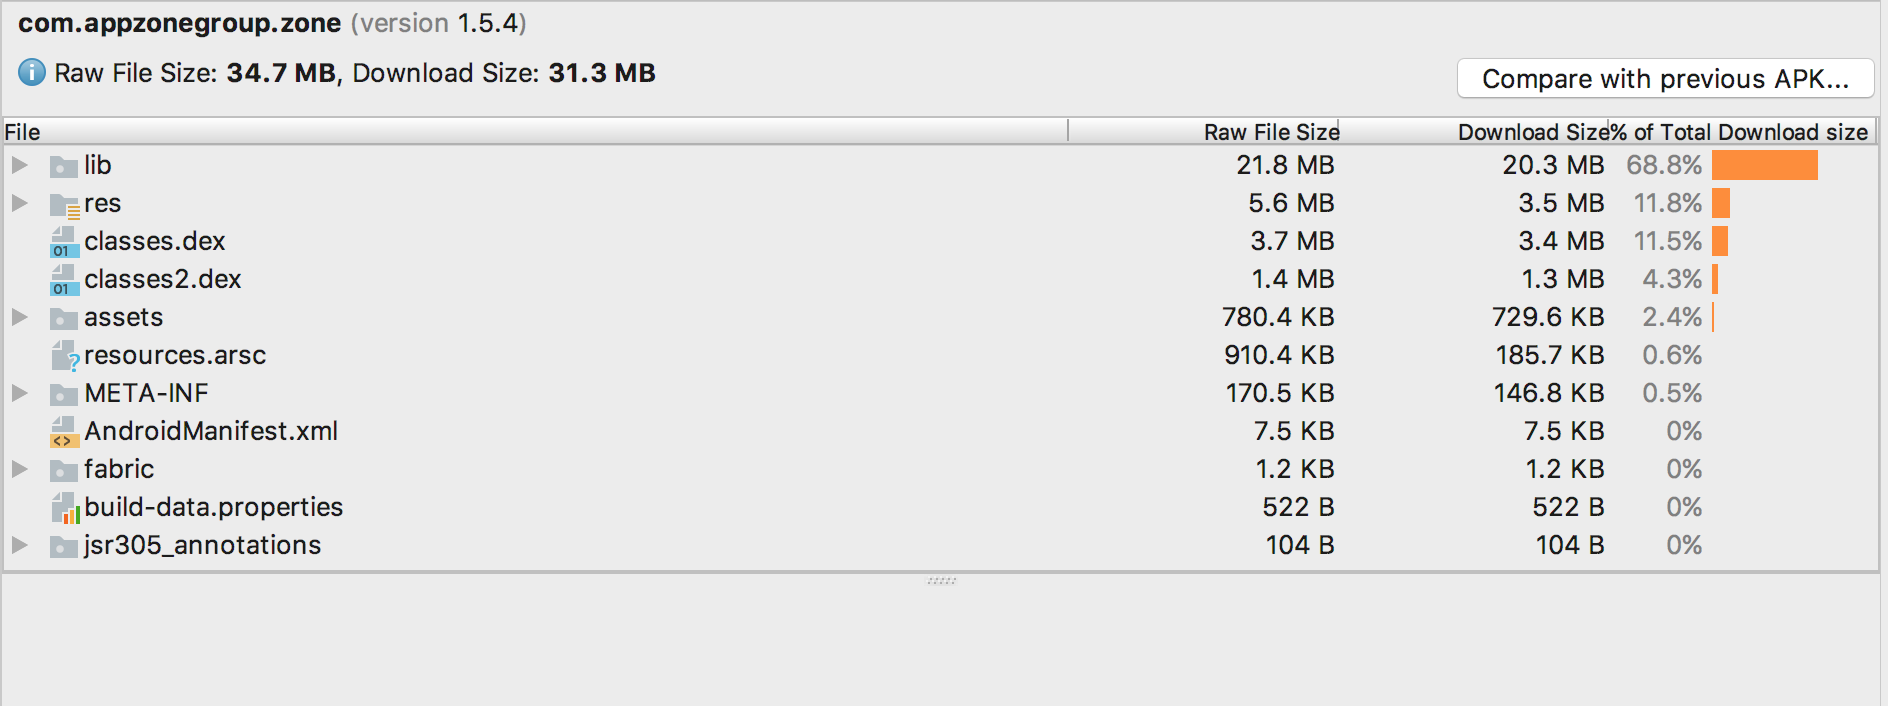 com.appzonegroup.zone (version 1.5.4)
i Raw File Size: 34.7 MB, Download Size: 31.3 MB
Compare with previous APK...
File Raw File Size Download Size % of Total Download size
lib 21.8 MB 20.3 MB 68.8%
res 5.6 MB 3.5 MB 11.8%
01 classes.dex 3.7 MB 3.4 MB 11.5%
01 classes2.dex 1.4 MB 1.3 MB 4.3%
assets 780.4 KB 729.6 KB 2.4%
? resources.arsc 910.4 KB 185.7 KB 0.6%
META-INF 170.5 KB 146.8 KB 0.5%
<> AndroidManifest.xml 7.5 KB 7.5 KB 0%
fabric 1.2 KB 1.2 KB 0%
build-data.properties 522 B 522 B 0%
jsr305_annotations 104 B 104 B 0%